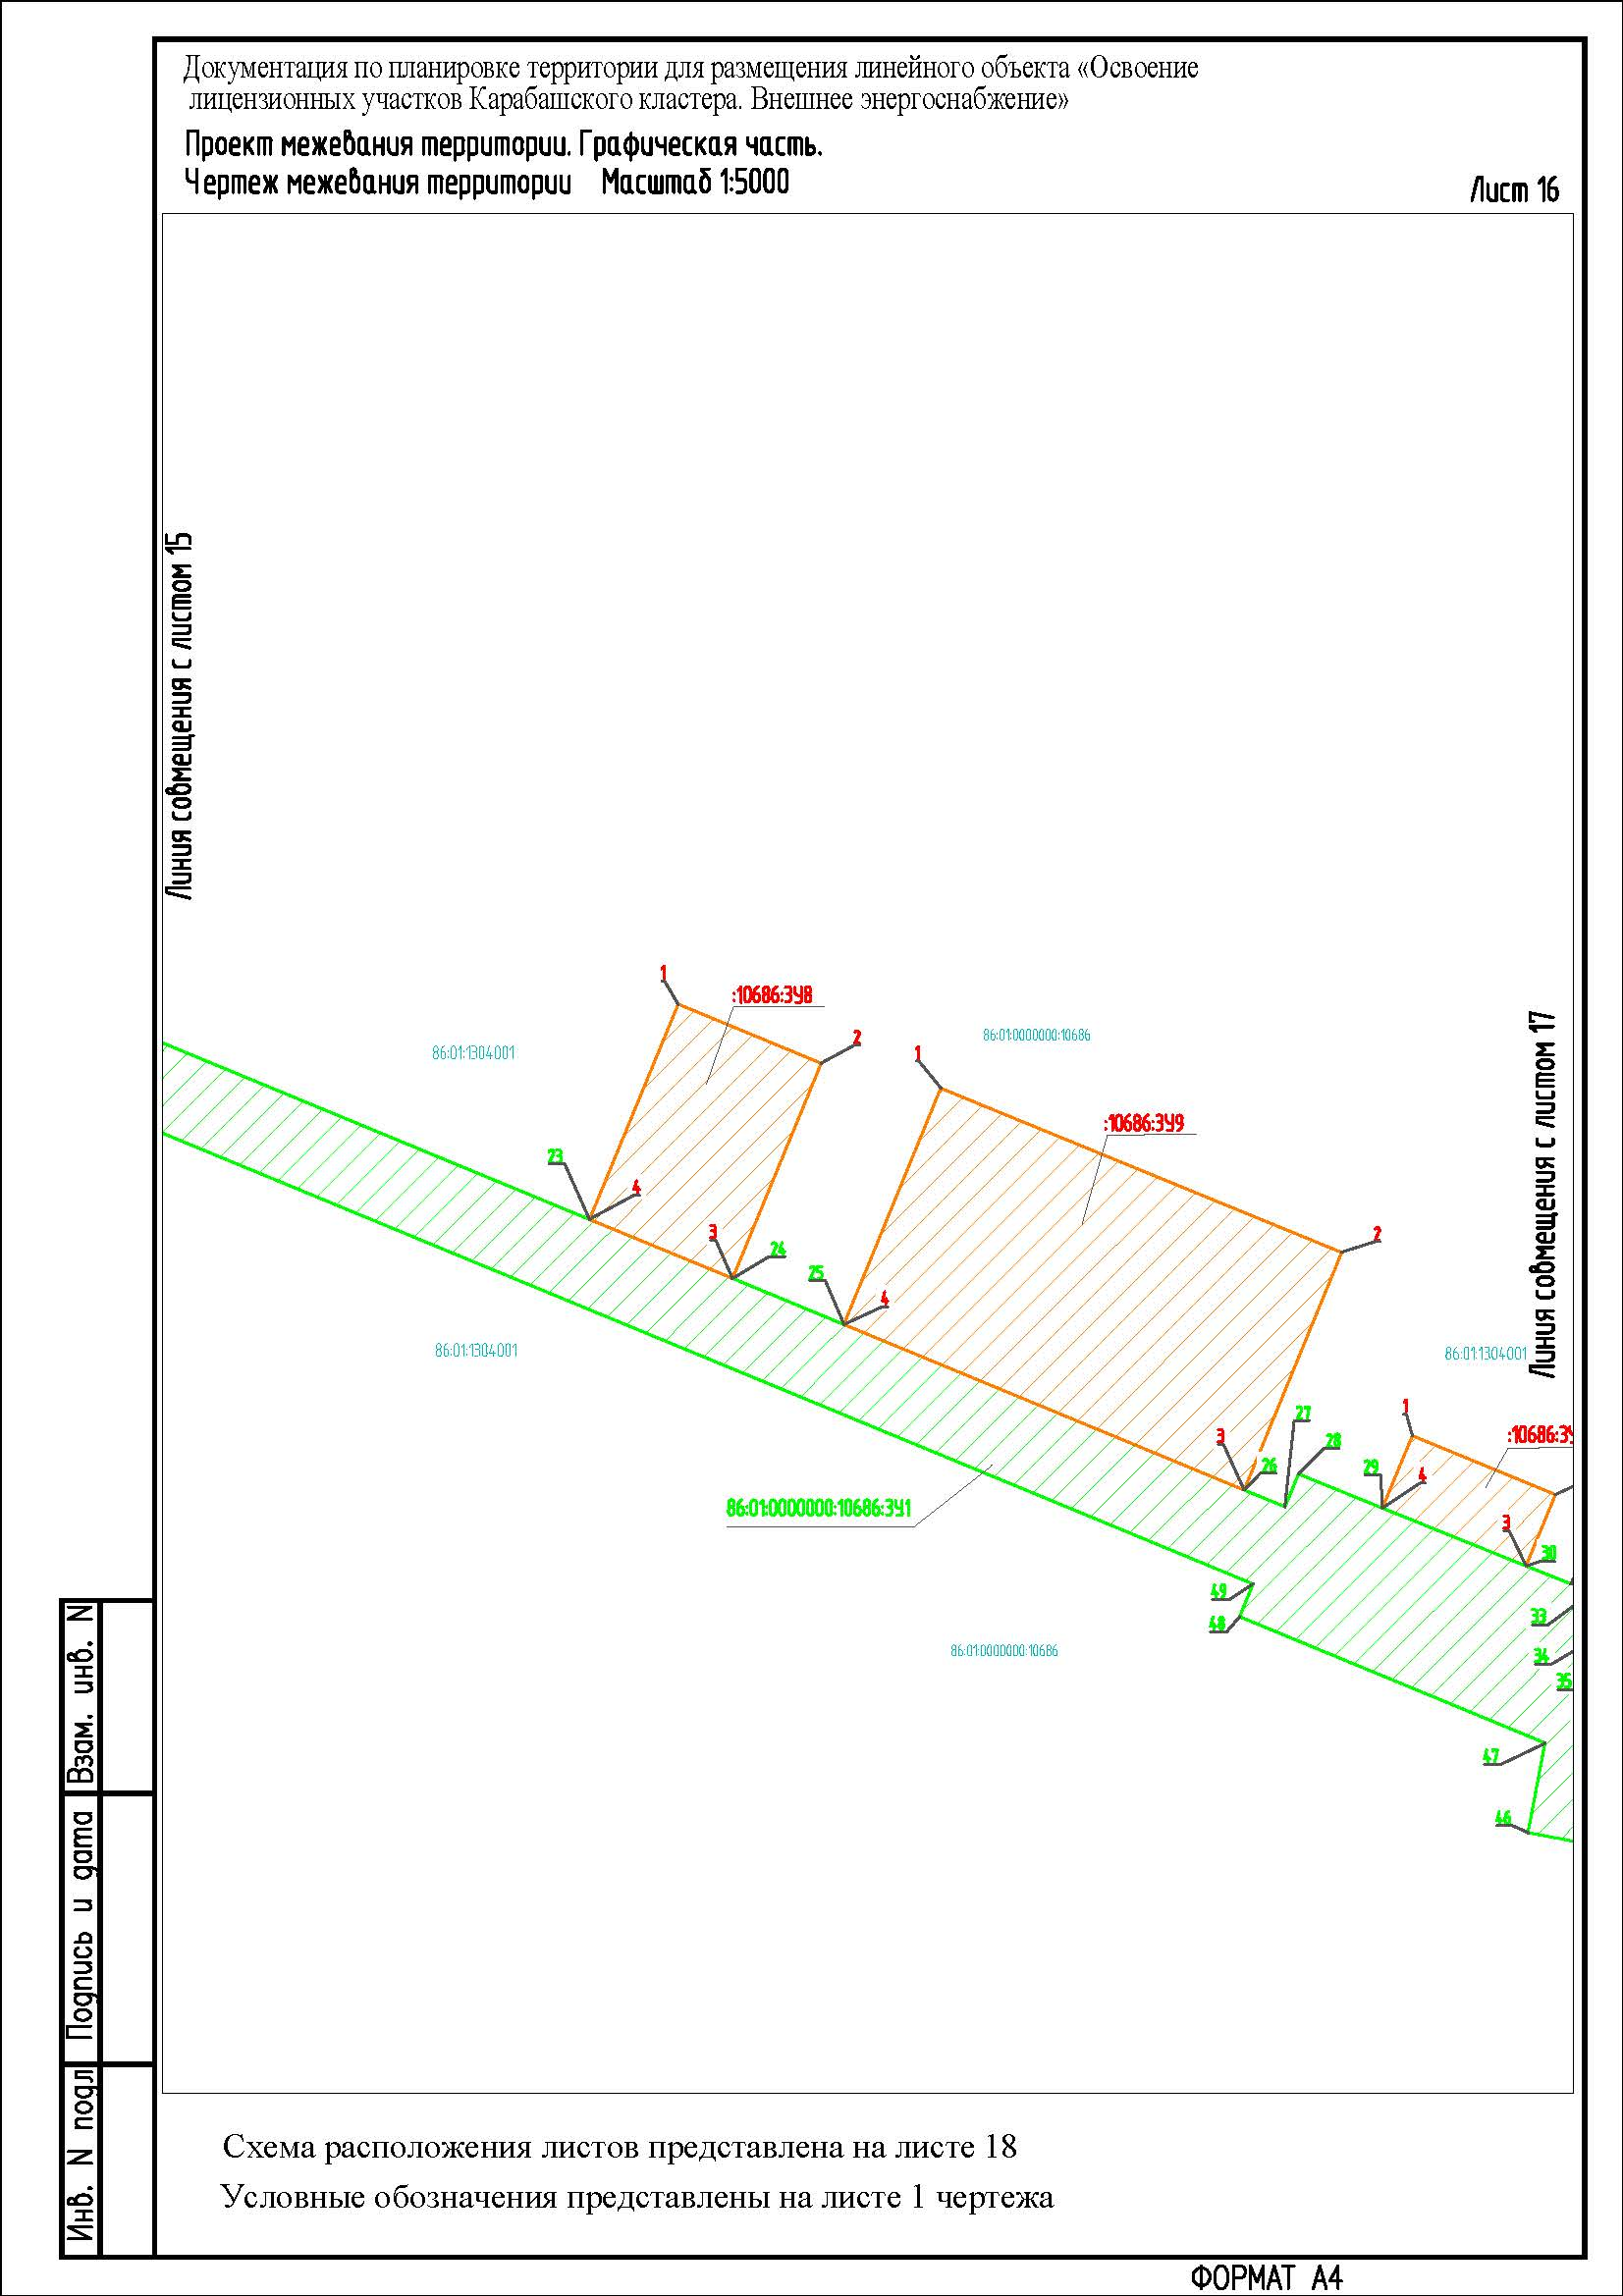 Документация по планировке территории для размещения линейного объекта «Освоение
лицензионных участков Карабашского кластера. Внешнее энергоснабжение»
Проект межевания территории. Графическая часть.
Чертеж межевания территории Масштаб 1:5000
Лист 16
Линия совмещения с листом 15
1
:10686:ЗУ8
2
86:01:1304001
1
86:01:0000000:10686
Линия совмещения с листом 17
:10686:ЗУ9
23
4
3
24
2
25
4
86:01:1304001
86:01:1304001
1
27
:10686:ЗУ
3
28
26
29
4
86:01:0000000:10686:ЗУ1
3
30
49
48
33
86:01:0000000:10686
34
35
47
46
Взам. инв. N
Подпись и дата
Инв. N подл
Схема расположения листов представлена на листе 18
Условные обозначения представлены на листе 1 чертежа
ФОРМАТ А4